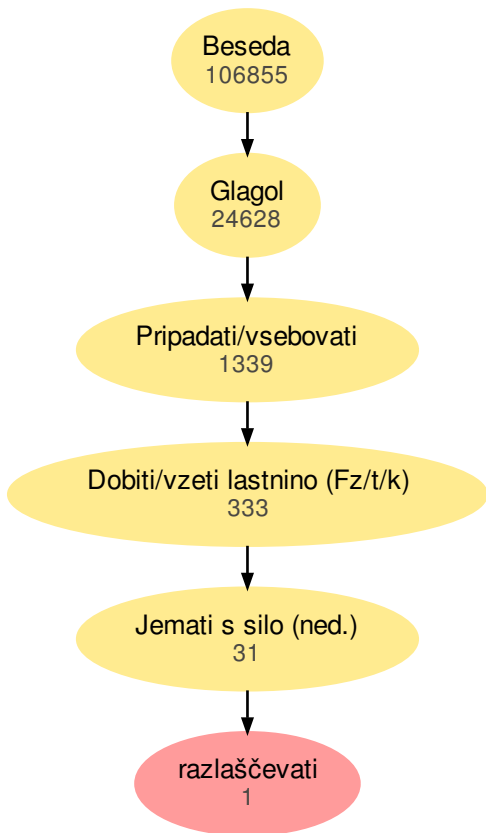 Beseda
106855
Glagol
24628
Pripadati/vsebovati
1339
Dobiti/vzeti lastnino (Fz/t/k)
333
Jemati s silo (ned.)
31
razlaščevati
1